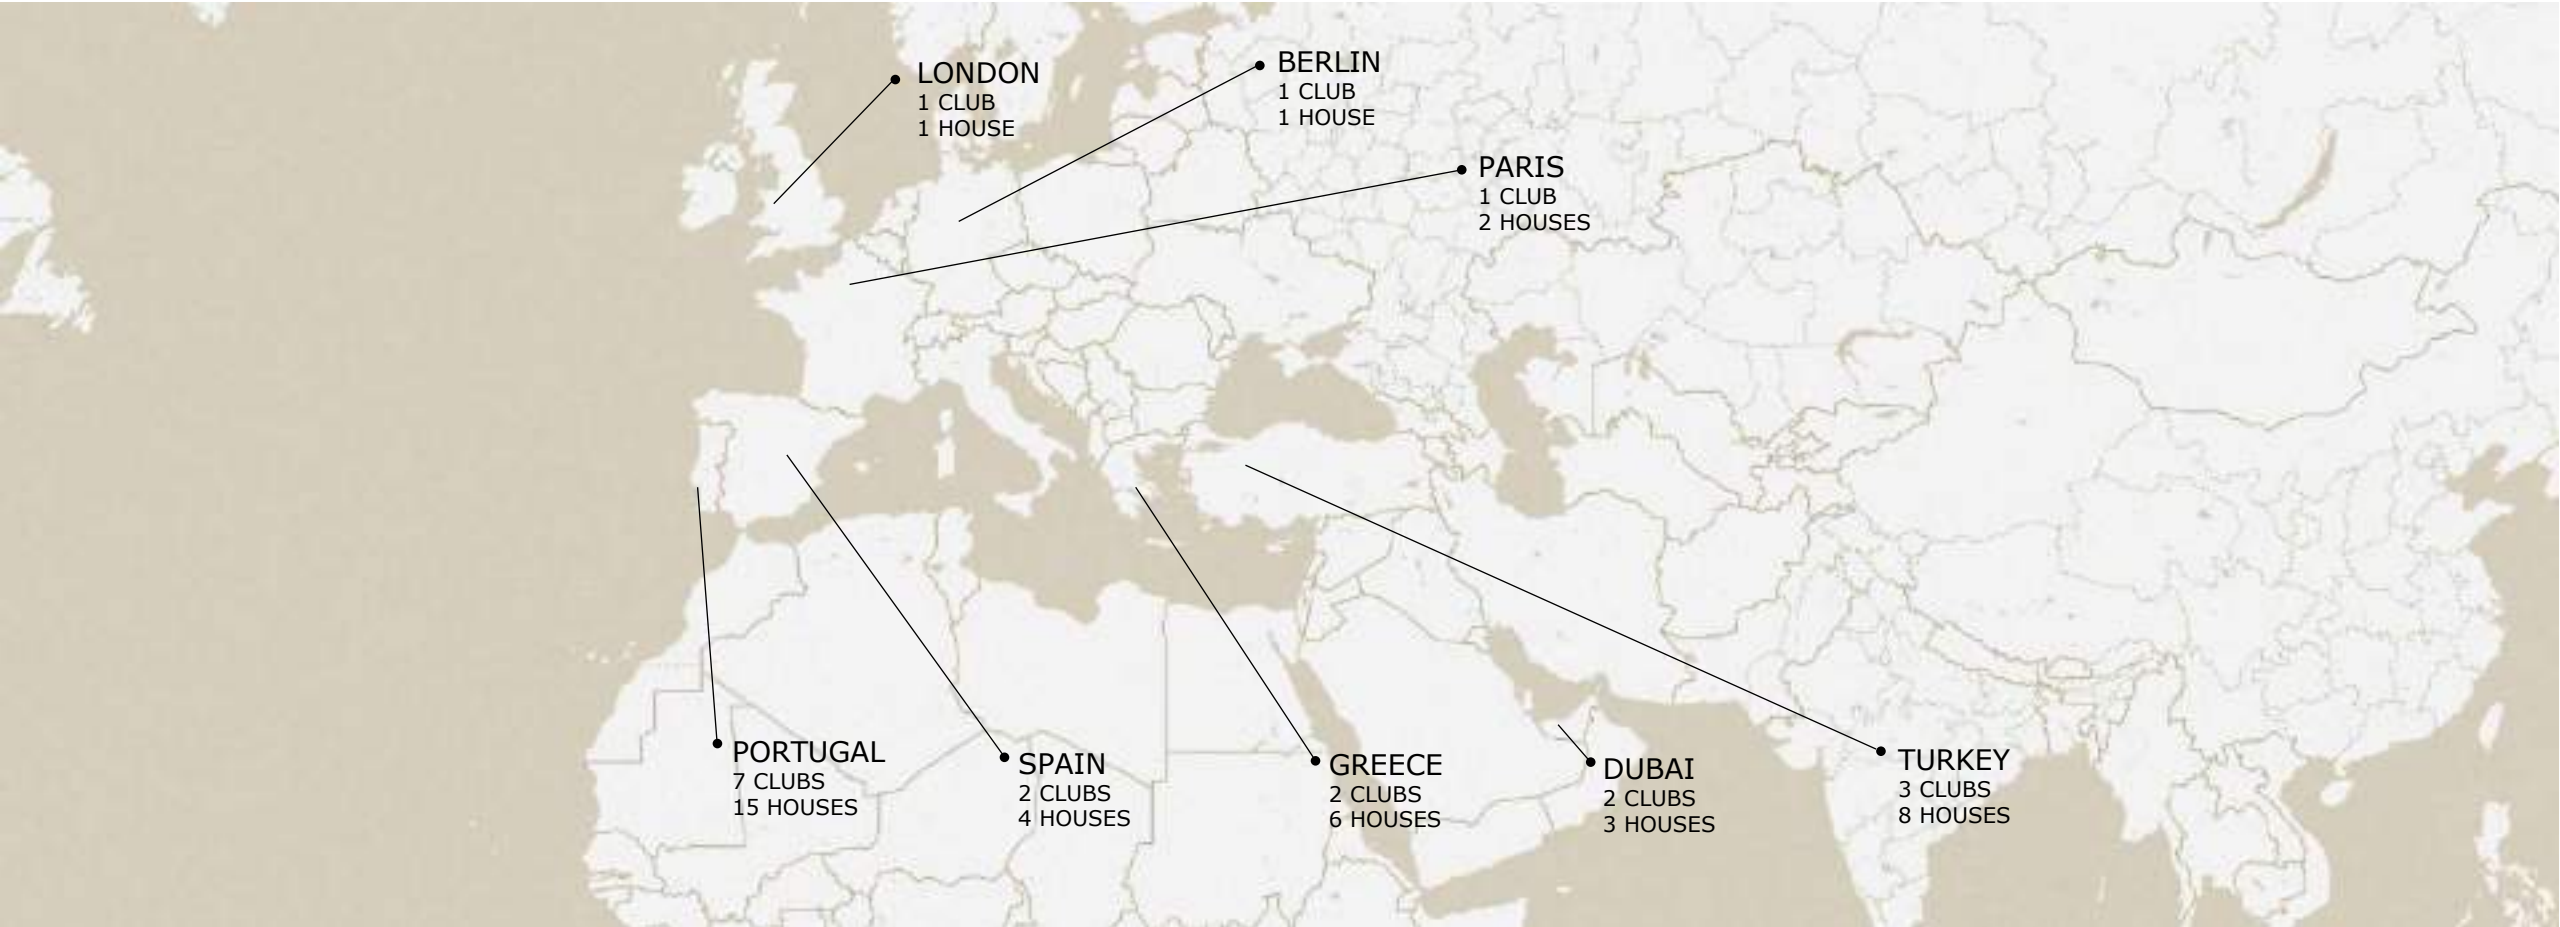 LONDON
1 CLUB
1 HOUSE
BERLIN
1 CLUB
1 HOUSE
PARIS
1 CLUB
2 HOUSES
PORTUGAL
7 CLUBS
15 HOUSES
SPAIN
2 CLUBS
4 HOUSES
GREECE
2 CLUBS
6 HOUSES
DUBAI
2 CLUBS
3 HOUSES
TURKEY
3 CLUBS
8 HOUSES